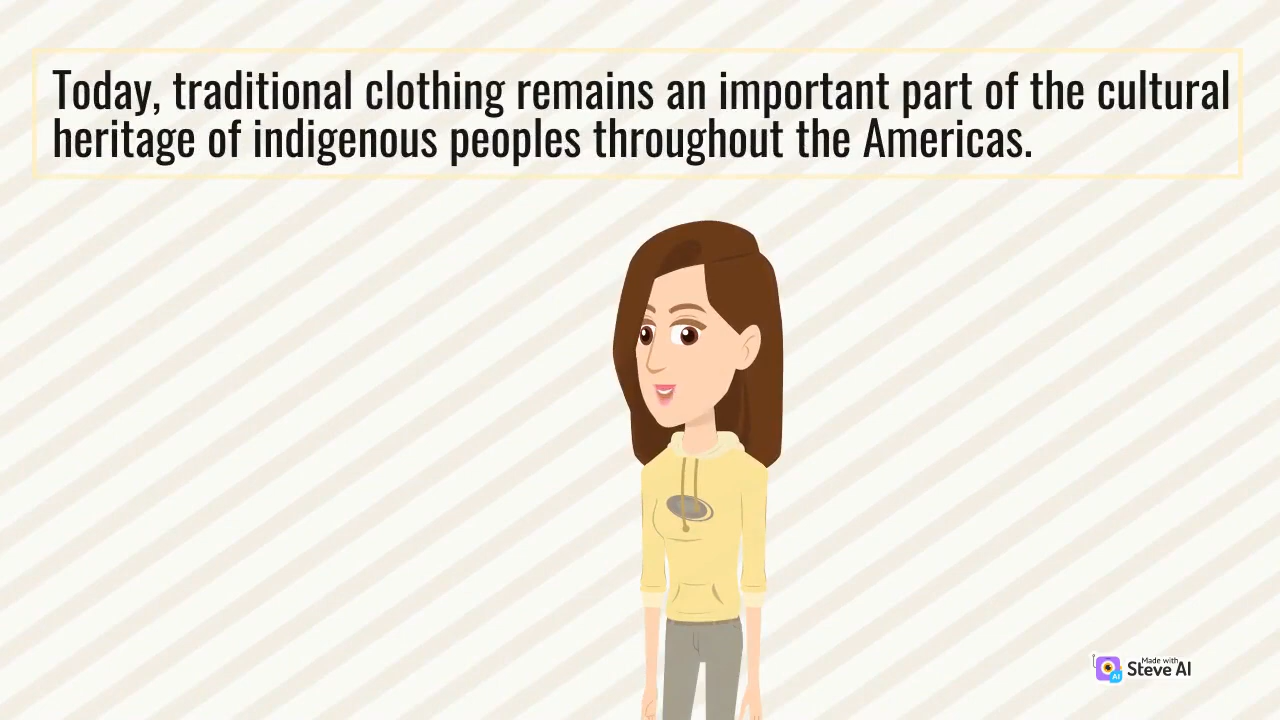 Today, traditional clothing remains an important part of the cultural
heritage of indigenous peoples throughout the Americas.
Made with
Steve AI
AI